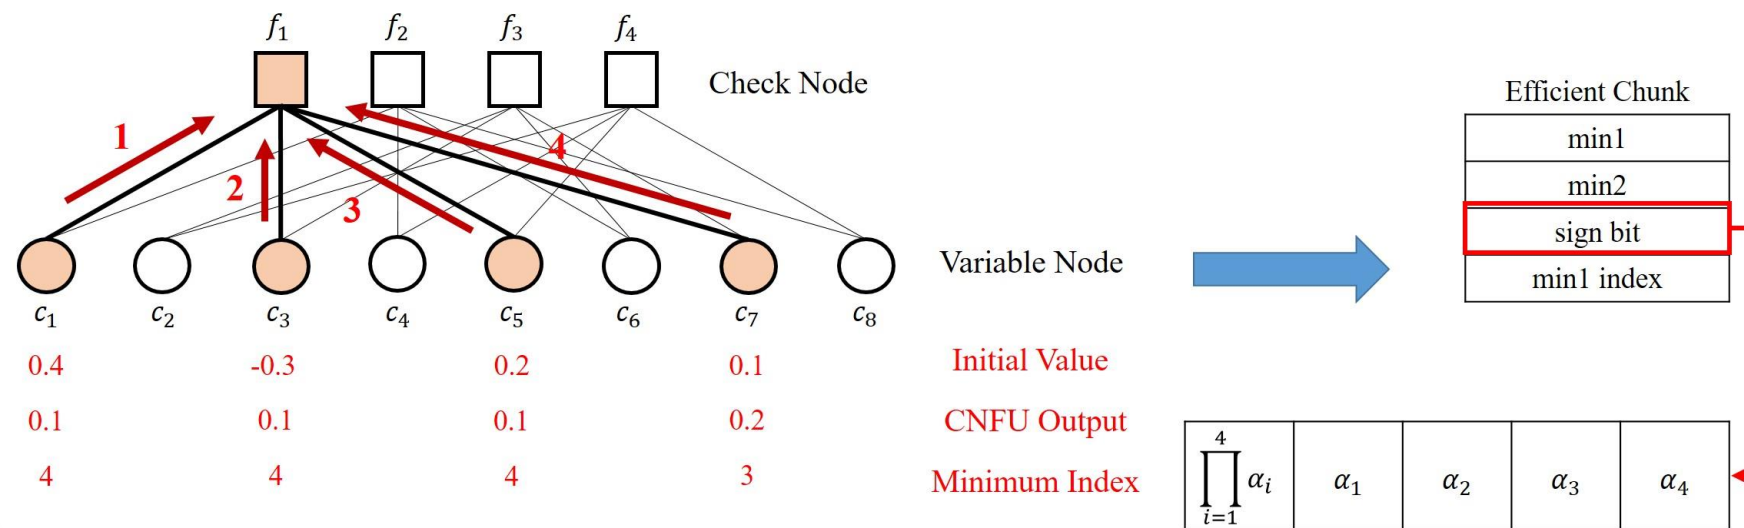 f₁ f₂ f₃ f₄
Check Node
1
2
3
4
Variable Node
c₁ c₂ c₃ c₄ c₅ c₆ c₇ c₈
0.4 -0.3 0.2 0.1 Initial Value
0.1 0.1 0.1 0.2 CNFU Output
4 4 4 3 Minimum Index
Efficient Chunk
min1
min2
sign bit
min1 index
∏⁴ᵢ₌₁ αᵢ α₁ α₂ α₃ α₄